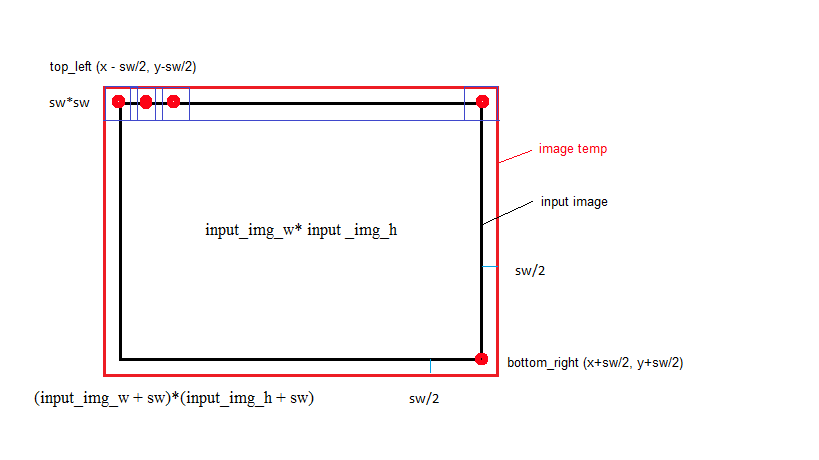 top_left (x - sw/2, y-sw/2)
sw*sw
image temp
input image
input_img_w* input _img_h
sw/2
bottom_right (x+sw/2, y+sw/2)
(input_img_w + sw)*(input_img_h + sw)
sw/2